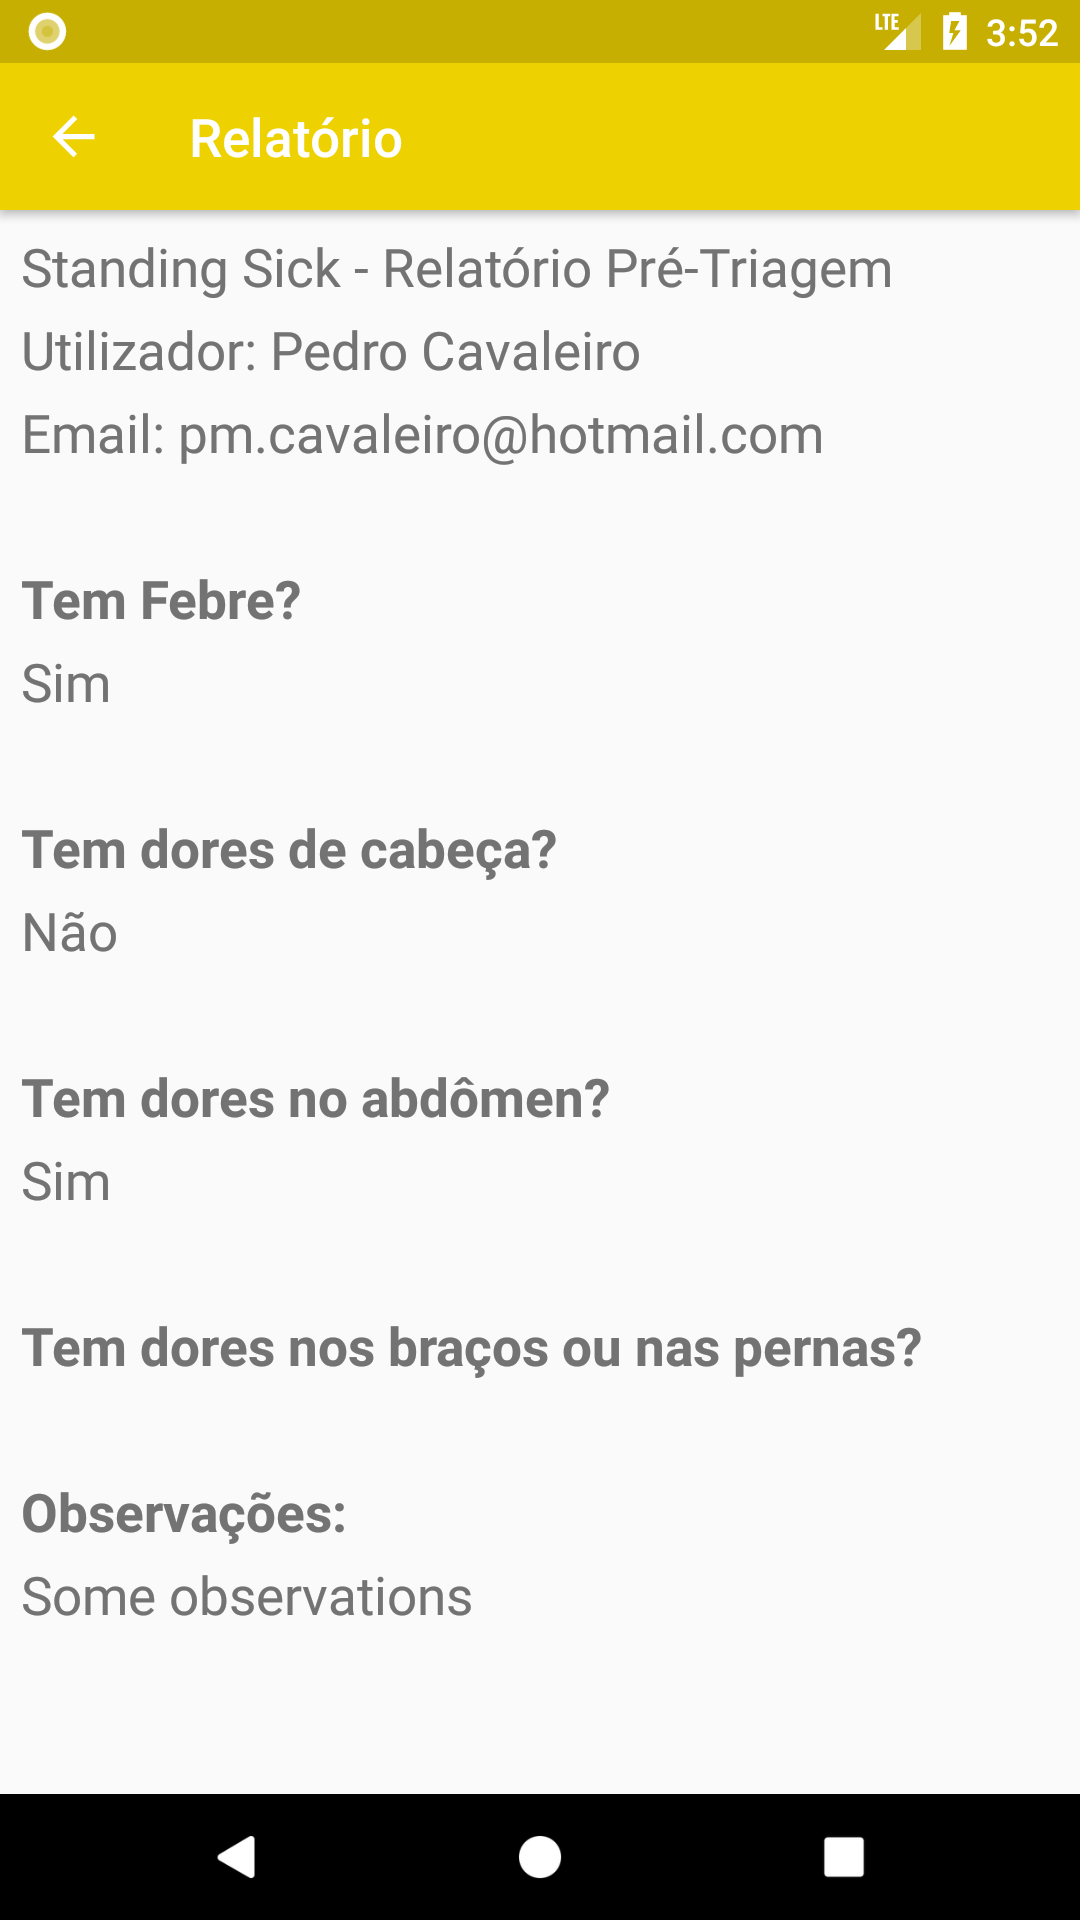 LTE 3:52
Relatório
Standing Sick - Relatório Pré-Triagem
Utilizador: Pedro Cavaleiro
Email: pm.cavaleiro@hotmail.com
Tem Febre?
Sim
Tem dores de cabeça?
Não
Tem dores no abdômen?
Sim
Tem dores nos braços ou nas pernas?
Observações:
Some observations